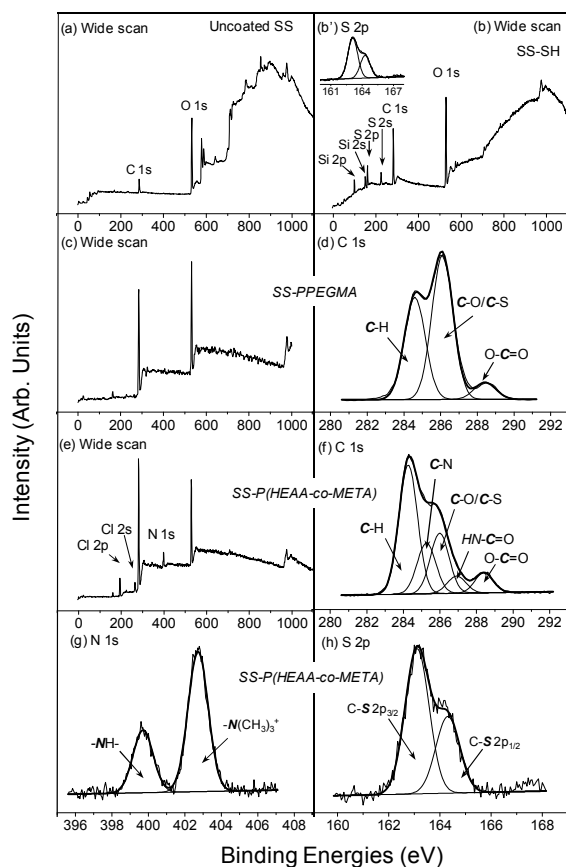 (a) Wide scan
Uncoated SS
O 1s
C 1s
0 200 400 600 800 1000
(b') S 2p
(b) Wide scan
SS-SH
161 164 167
O 1s
C 1s
S 2s
S 2p
Si 2s
Si 2p
0 200 400 600 800 1000
(c) Wide scan
SS-PPEGMA
0 200 400 600 800 1000
(d) C 1s
C-O/C-S
C-H
O-C=O
280 282 284 286 288 290 292
(e) Wide scan
SS-P(HEAA-co-META)
Cl 2s
N 1s
Cl 2p
0 200 400 600 800 1000
(f) C 1s
C-N
C-O/C-S
C-H
HN-C=O
O-C=O
280 282 284 286 288 290 292
(g) N 1s
SS-P(HEAA-co-META)
-N(CH₃)₃⁺
-NH-
396 398 400 402 404 406 408
(h) S 2p
C-S 2p₃/₂
C-S 2p₁/₂
160 162 164 166 168
Intensity (Arb. Units)
Binding Energies (eV)